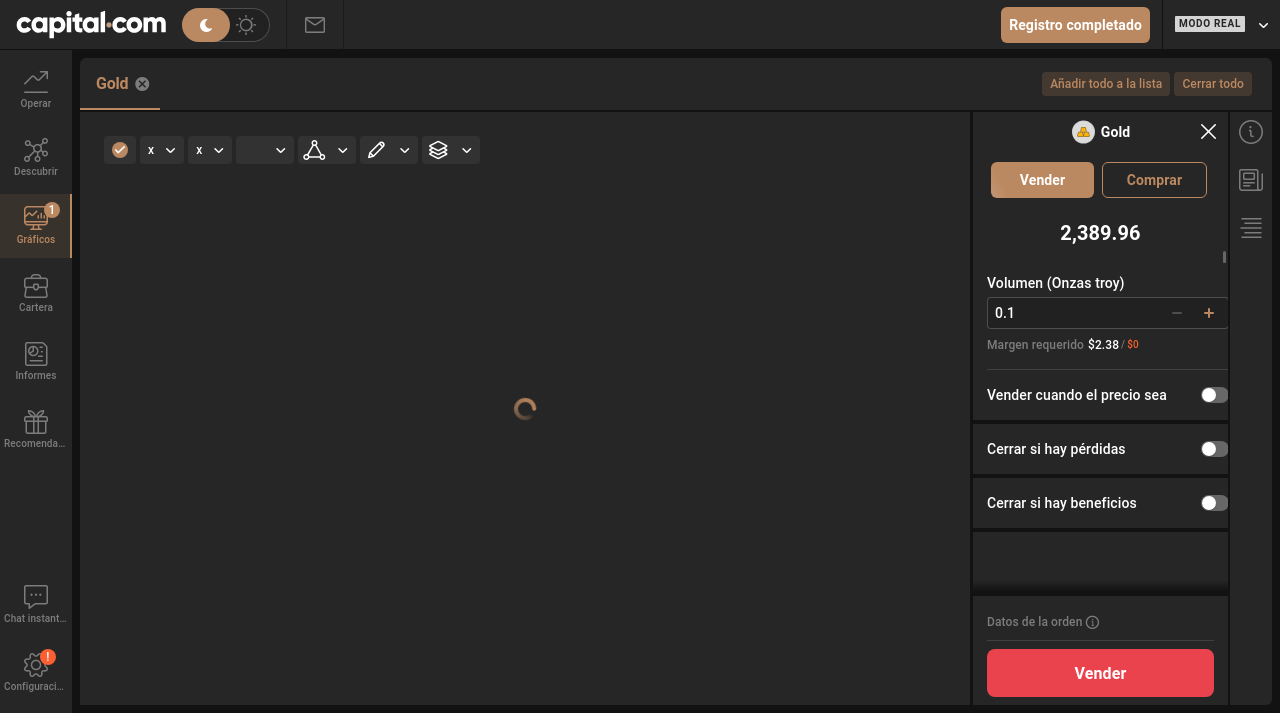 capital.com
Registro completado
MODO REAL
Operar
Descubrir
1
Gráficos
Cartera
Informes
Recomenda...
Chat instant...
!
Configuraci...
Gold
Añadir todo a la lista
Cerrar todo
x
x
Gold
Vender
Comprar
2,389.96
Volumen (Onzas troy)
0.1
Margen requerido $2.38 / $0
Vender cuando el precio sea
Cerrar si hay pérdidas
Cerrar si hay beneficios
Datos de la orden
Vender